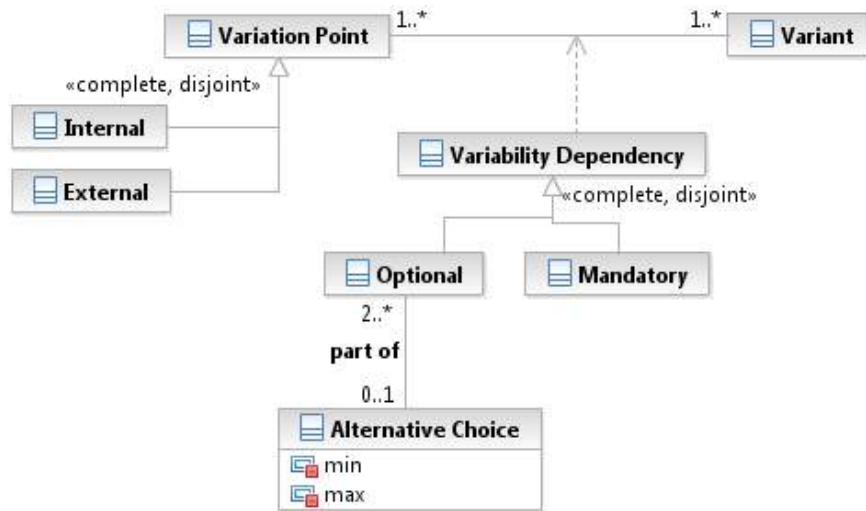 1..*
1..*
Variation Point
Variant
«complete, disjoint»
Internal
External
Variability Dependency
«complete, disjoint»
Optional
Mandatory
2..*
part of
0..1
Alternative Choice
min
max